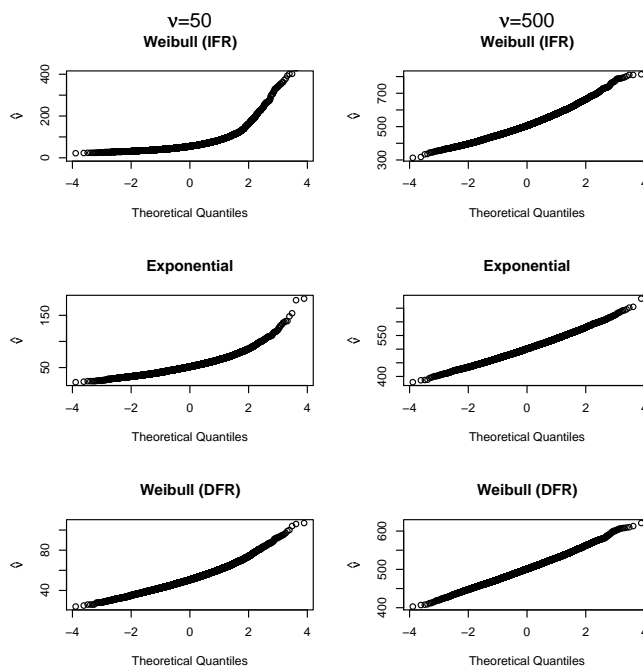 ν=50
Weibull (IFR)
ν̂
0 200 400
−4 −2 0 2 4
Theoretical Quantiles
ν=500
Weibull (IFR)
ν̂
300 500 700
−4 −2 0 2 4
Theoretical Quantiles
Exponential
ν̂
50 150
−4 −2 0 2 4
Theoretical Quantiles
Exponential
ν̂
400 550
−4 −2 0 2 4
Theoretical Quantiles
Weibull (DFR)
ν̂
40 80
−4 −2 0 2 4
Theoretical Quantiles
Weibull (DFR)
ν̂
400 500 600
−4 −2 0 2 4
Theoretical Quantiles